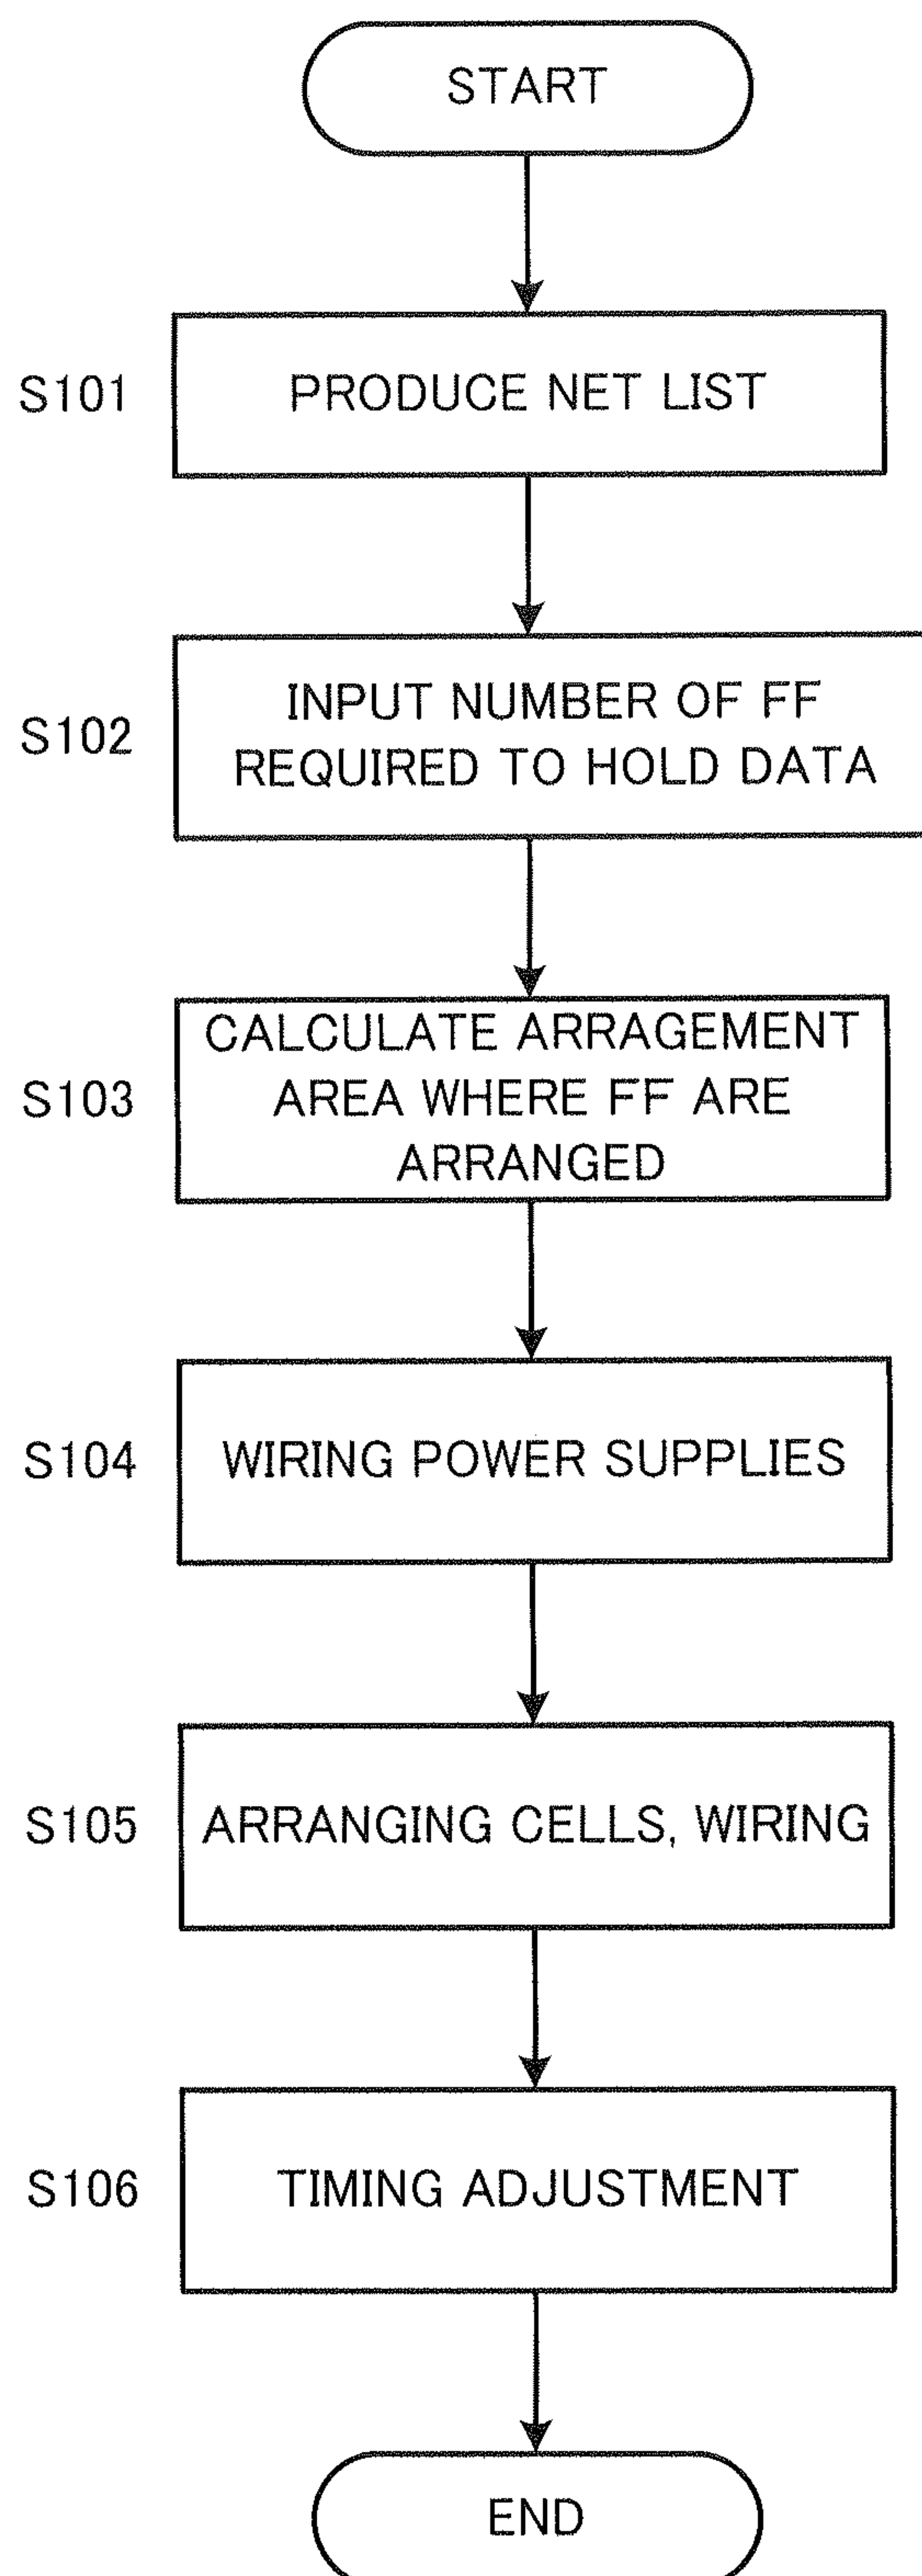 START
S101
PRODUCE NET LIST
S102
INPUT NUMBER OF FF
REQUIRED TO HOLD DATA
S103
CALCULATE ARRAGEMENT
AREA WHERE FF ARE
ARRANGED
S104
WIRING POWER SUPPLIES
S105
ARRANGING CELLS, WIRING
S106
TIMING ADJUSTMENT
END